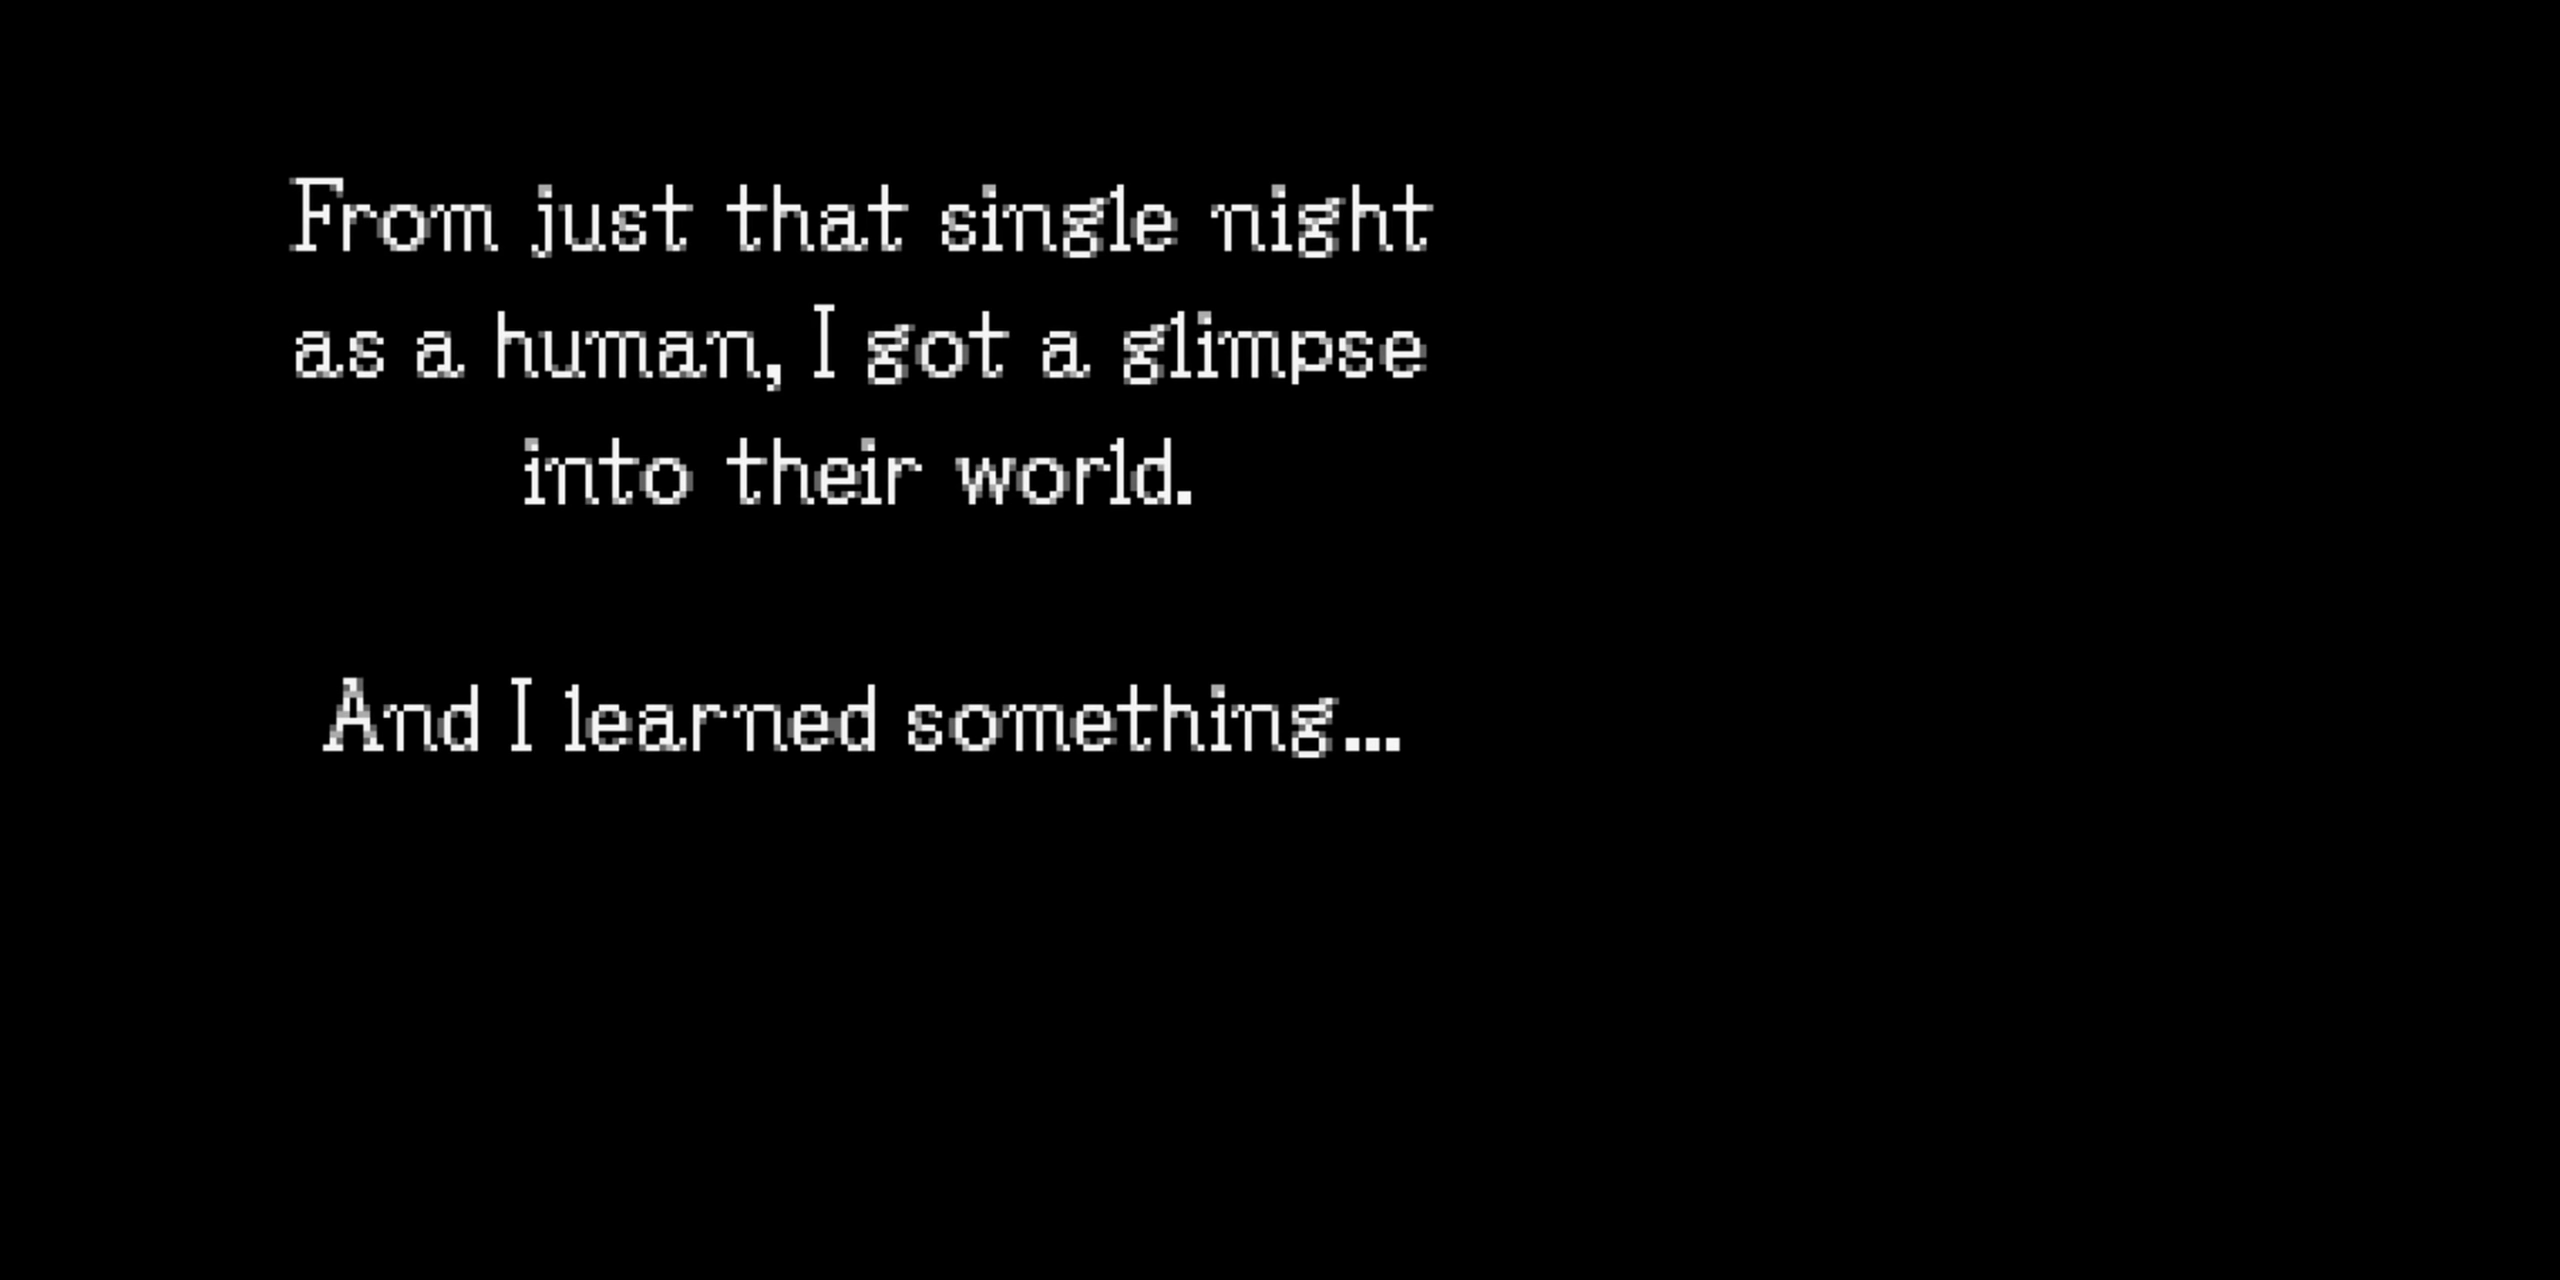 From just that single night
as a human, I got a glimpse
into their world.
And I learned something...